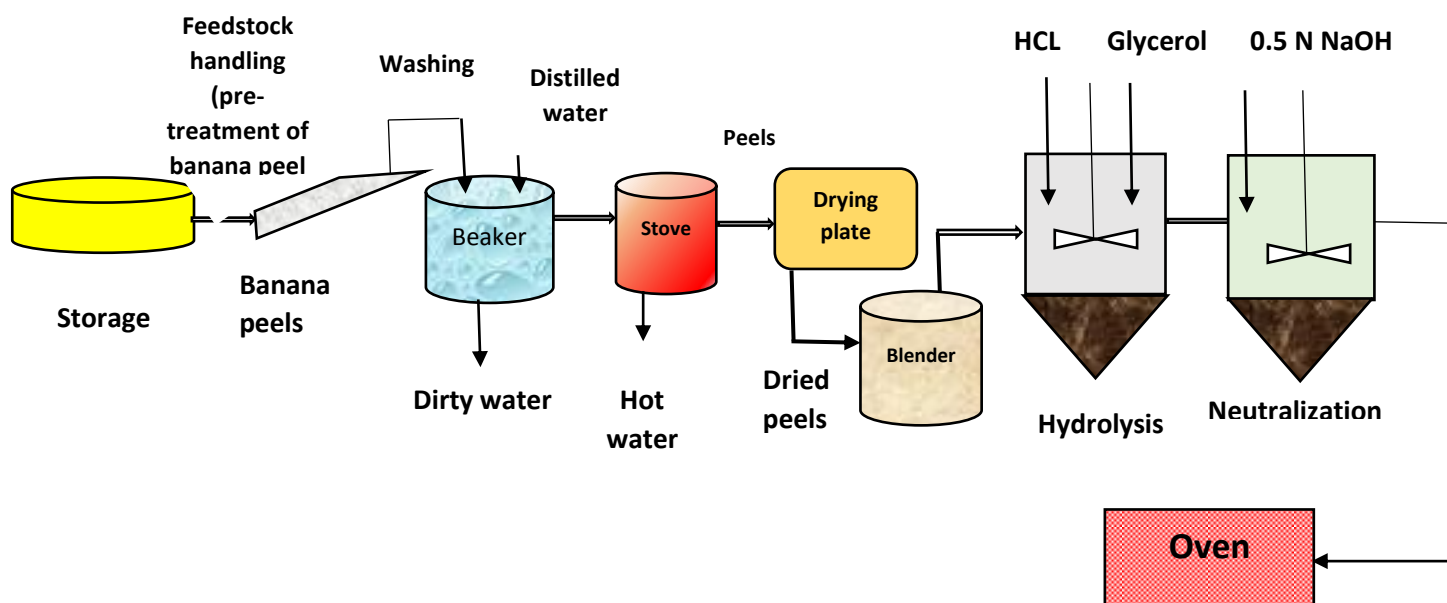 Feedstock
handling
(pre-
treatment of
banana peel
Washing
Distilled
water
Peels
HCL
Glycerol
0.5 N NaOH
Storage
Banana
peels
Beaker
Dirty water
Stove
Hot
water
Drying
plate
Dried
peels
Blender
Hydrolysis
Neutralization
Oven